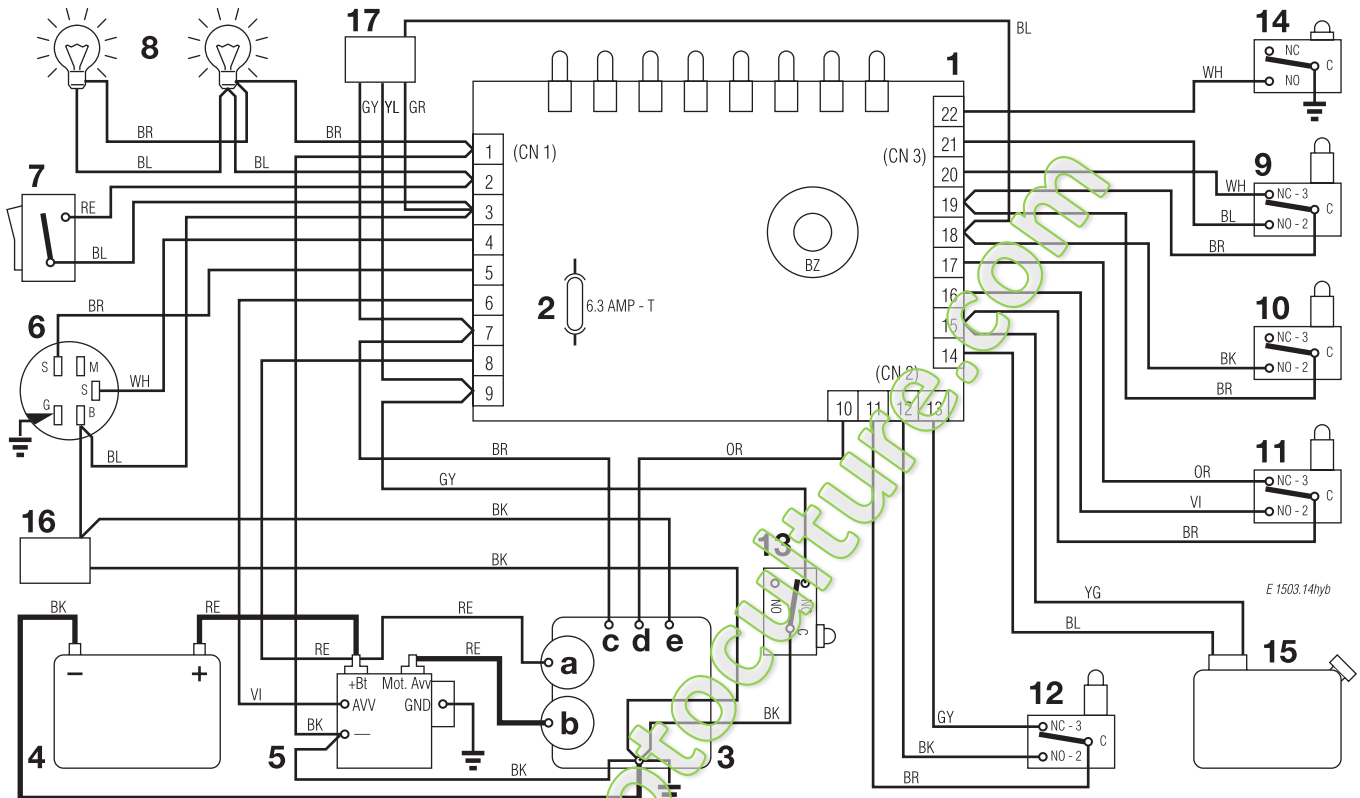 8
17
1
14
BL
NC
C
NO
WH
GY
YL
GR
BR
BR
BL
BL
22
21
20
19
18
17
16
15
14
1
2
3
4
5
6
7
8
9
(CN 1)
(CN 3)
(CN 2)
10
11
12
13
BZ
2
6.3 AMP - T
9
WH
NC - 3
C
BL
NO - 2
BR
7
RE
BL
10
NC - 3
C
BK
NO - 2
BR
6
BR
S
M
S
WH
G
B
BL
11
OR
NC - 3
C
VI
NO - 2
BR
BR
OR
GY
16
BK
BK
13
NO
NC
C
YG
BL
E 1503.14hyb
BK
RE
RE
RE
RE
c
d
e
a
b
–
+
+Bt
Mot. Avv
VI
AVV
GND
BK
—
BK
BK
4
5
3
12
GY
NC - 3
C
BK
NO - 2
BR
15
otoculture.com